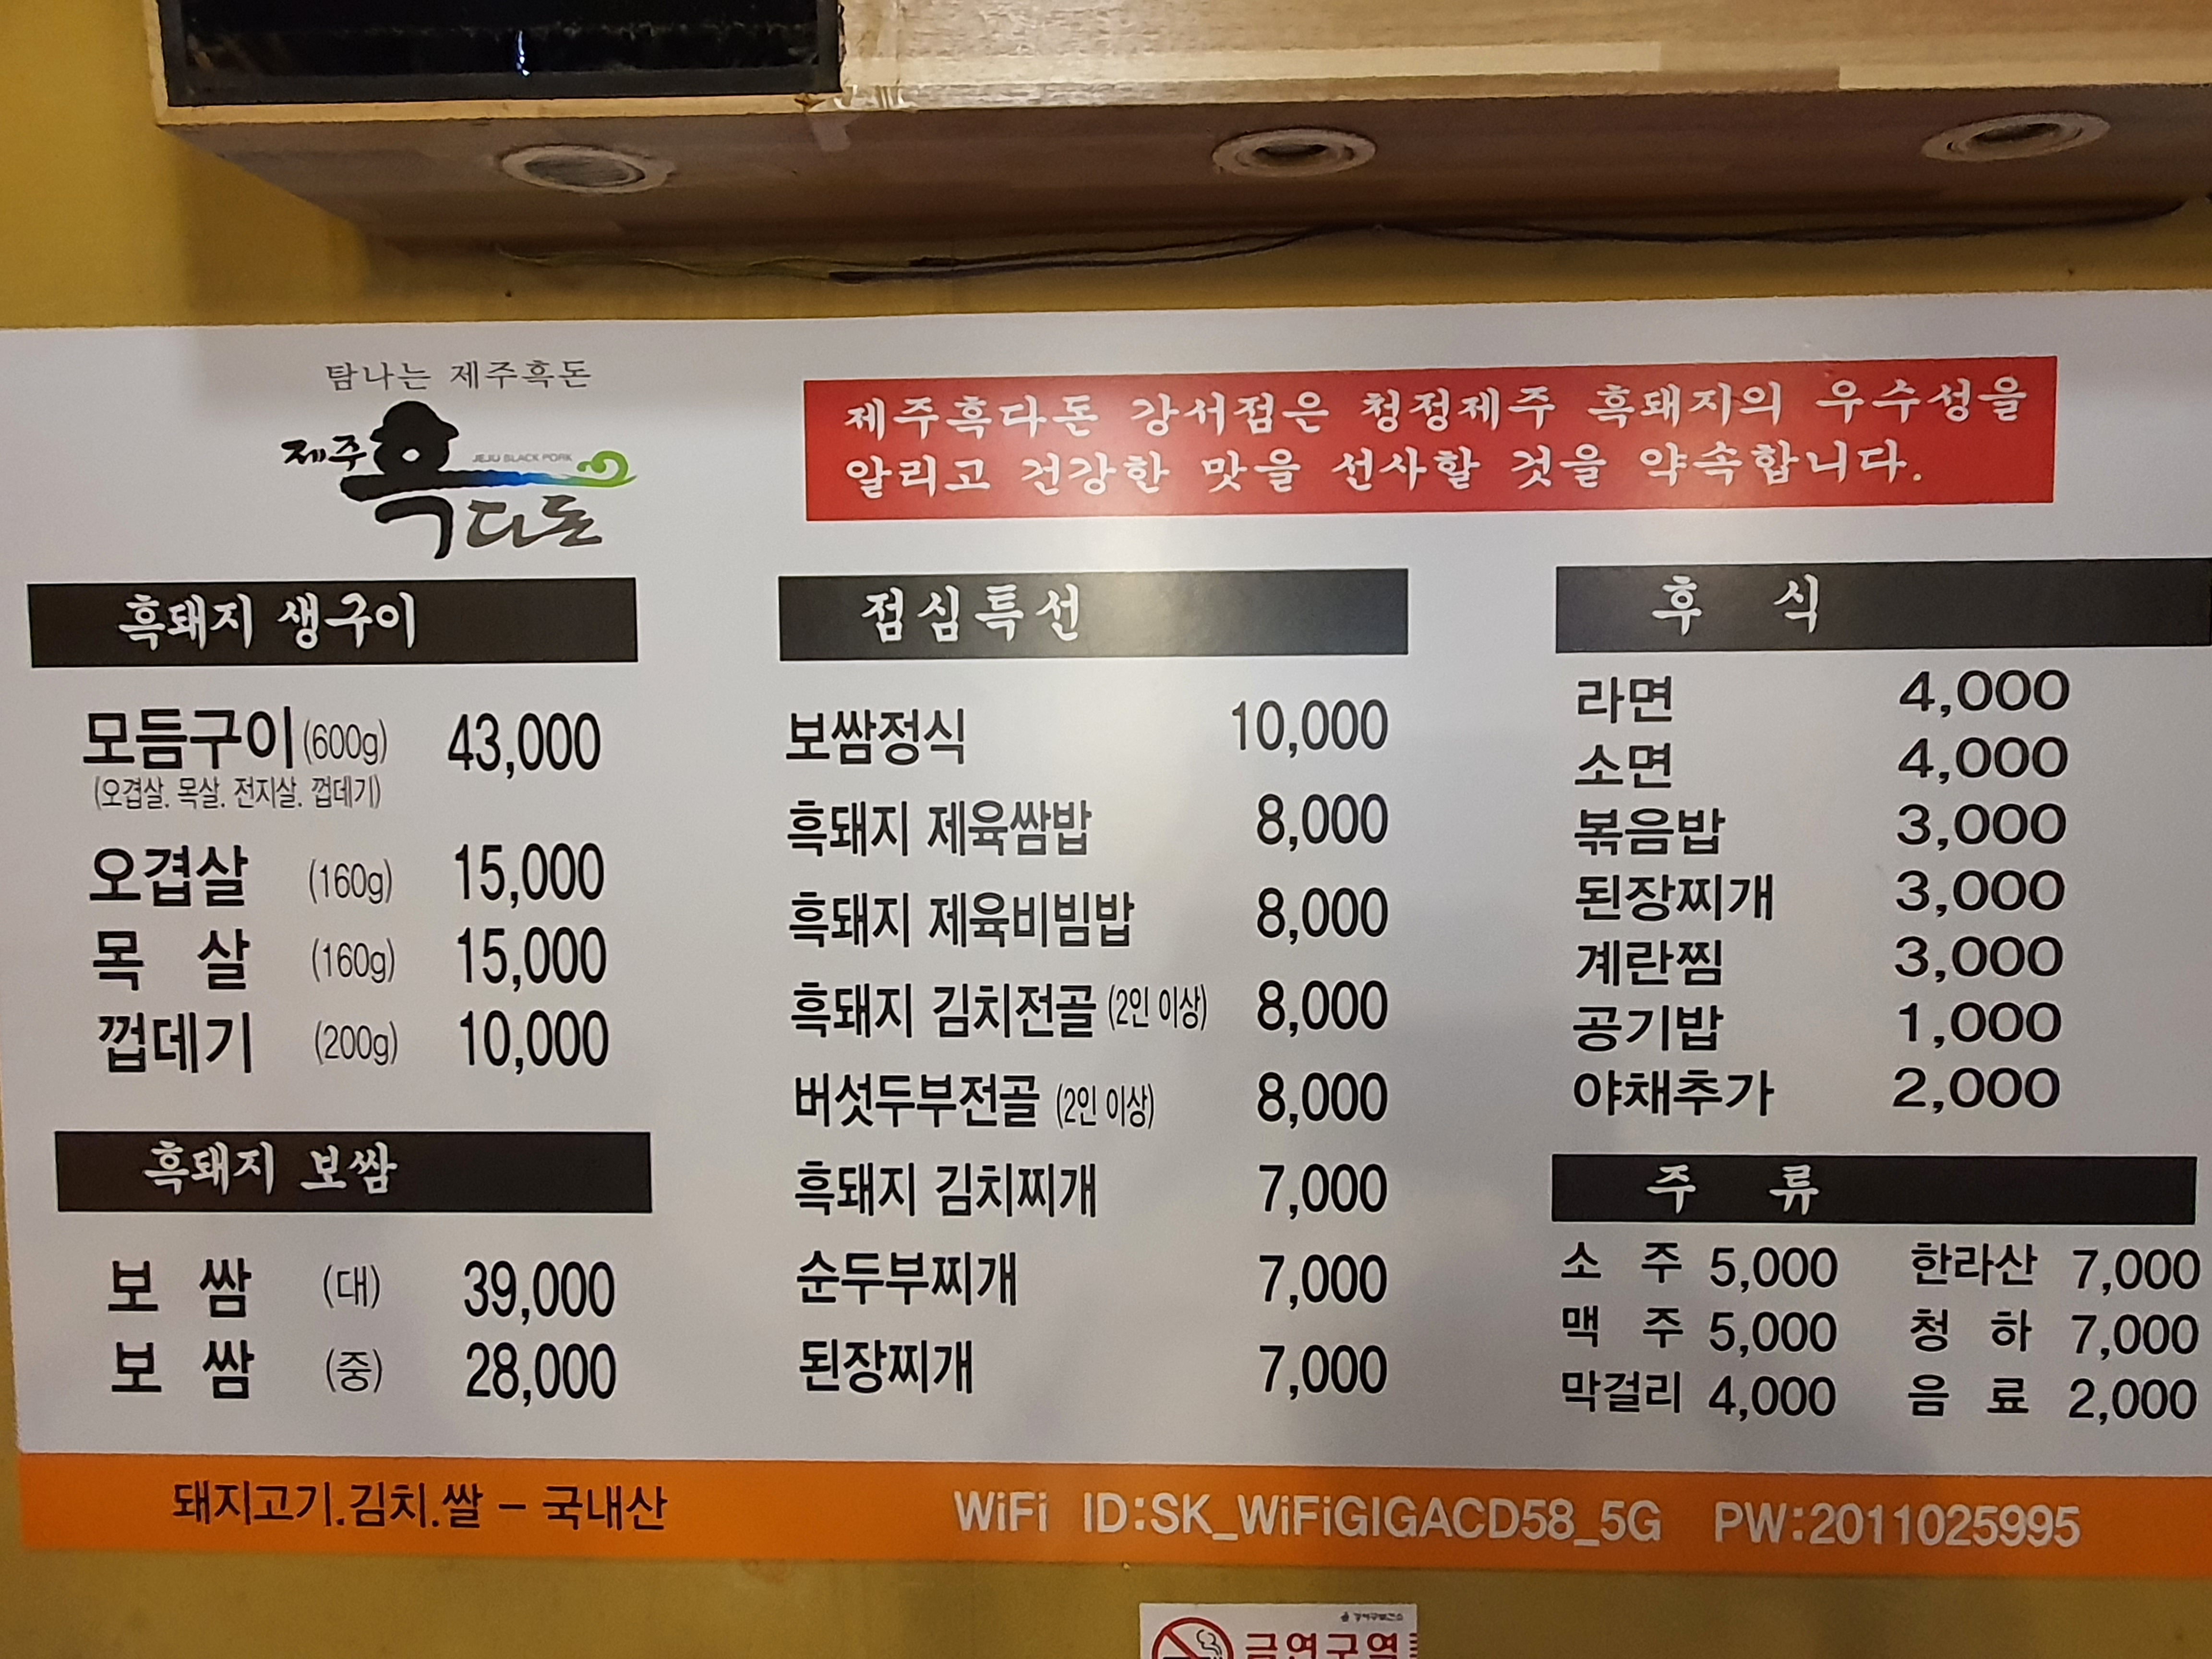 탐나는 제주흑돈
제주흑다돈
JEJU BLACK PORK
제주흑다돈 강서점은 청정제주 흑돼지의 우수성을
알리고 건강한 맛을 선사할 것을 약속합니다.
흑돼지 생구이
모듬구이(600g) 43,000
(오겹살. 목살. 전지살. 껍데기)
오겹살 (160g) 15,000
목 살 (160g) 15,000
껍데기 (200g) 10,000
흑돼지 보쌈
보 쌈 (대) 39,000
보 쌈 (중) 28,000
점심특선
보쌈정식 10,000
흑돼지 제육쌈밥 8,000
흑돼지 제육비빔밥 8,000
흑돼지 김치전골 (2인 이상) 8,000
버섯두부전골 (2인 이상) 8,000
흑돼지 김치찌개 7,000
순두부찌개 7,000
된장찌개 7,000
후 식
라면 4,000
소면 4,000
볶음밥 3,000
된장찌개 3,000
계란찜 3,000
공기밥 1,000
야채추가 2,000
주 류
소 주 5,000 한라산 7,000
맥 주 5,000 청 하 7,000
막걸리 4,000 음 료 2,000
돼지고기.김치.쌀 - 국내산
WiFi ID:SK_WiFiGIGACD58_5G PW:2011025995
강서구보건소
금연구역